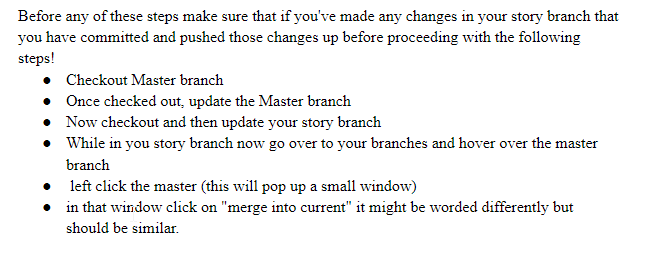 Before any of these steps make sure that if you've made any changes in your story branch that
you have committed and pushed those changes up before proceeding with the following
steps!
● Checkout Master branch
● Once checked out, update the Master branch
● Now checkout and then update your story branch
● While in you story branch now go over to your branches and hover over the master
branch
● left click the master (this will pop up a small window)
● in that window click on "merge into current" it might be worded differently but
should be similar.